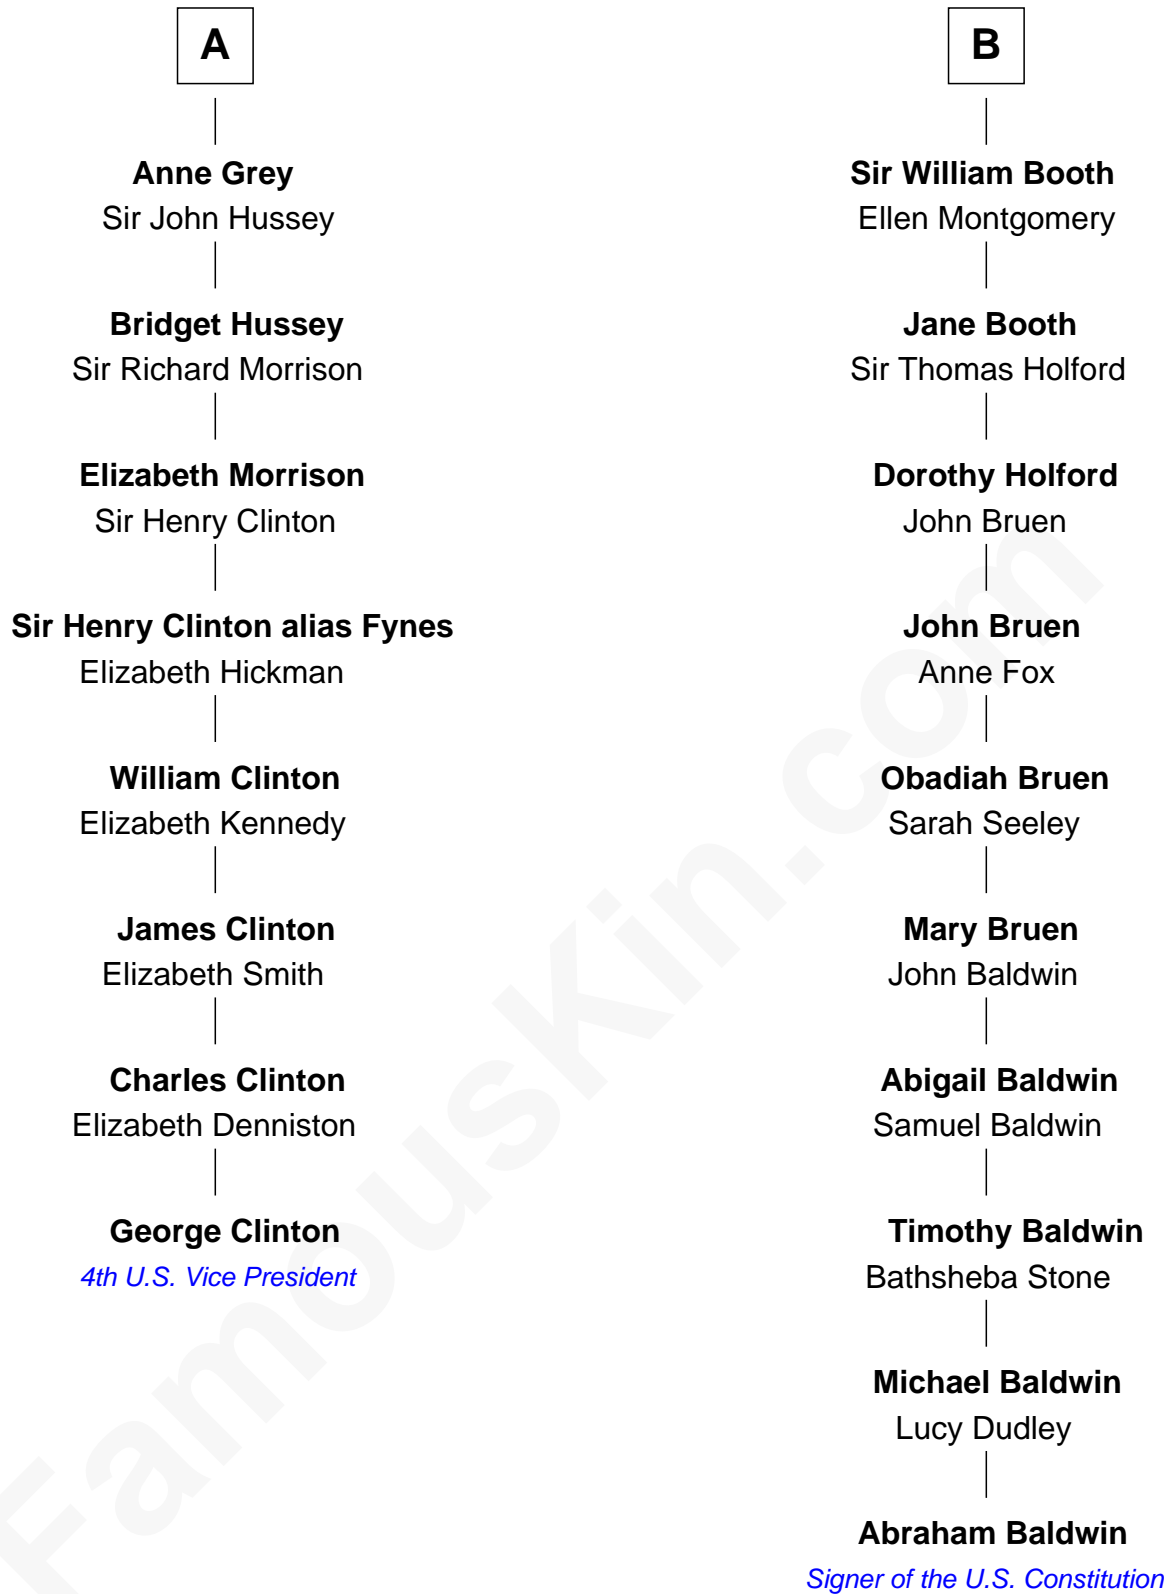 A
Anne Grey
Sir John Hussey
Bridget Hussey
Sir Richard Morrison
Elizabeth Morrison
Sir Henry Clinton
Sir Henry Clinton alias Fynes
Elizabeth Hickman
William Clinton
Elizabeth Kennedy
James Clinton
Elizabeth Smith
Charles Clinton
Elizabeth Denniston
George Clinton
4th U.S. Vice President
B
Sir William Booth
Ellen Montgomery
Jane Booth
Sir Thomas Holford
Dorothy Holford
John Bruen
John Bruen
Anne Fox
Obadiah Bruen
Sarah Seeley
Mary Bruen
John Baldwin
Abigail Baldwin
Samuel Baldwin
Timothy Baldwin
Bathsheba Stone
Michael Baldwin
Lucy Dudley
Abraham Baldwin
Signer of the U.S. Constitution
FamousKin.com